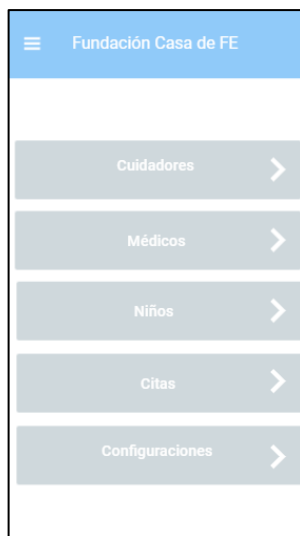 Fundación Casa de FE
Cuidadores
Médicos
Niños
Citas
Configuraciones